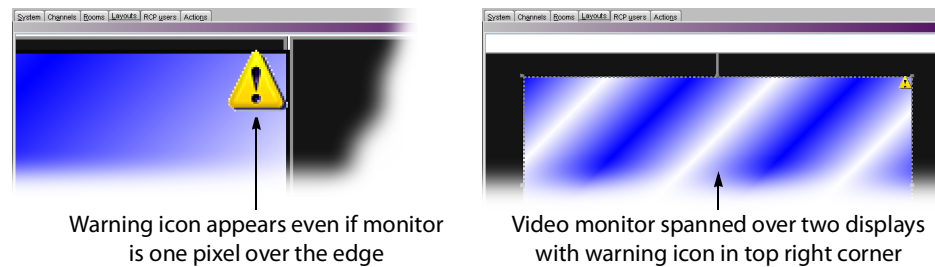 System Channels Rooms Layouts RCP users Actions
System Channels Rooms Layouts RCP users Actions
Warning icon appears even if monitor
is one pixel over the edge
Video monitor spanned over two displays
with warning icon in top right corner